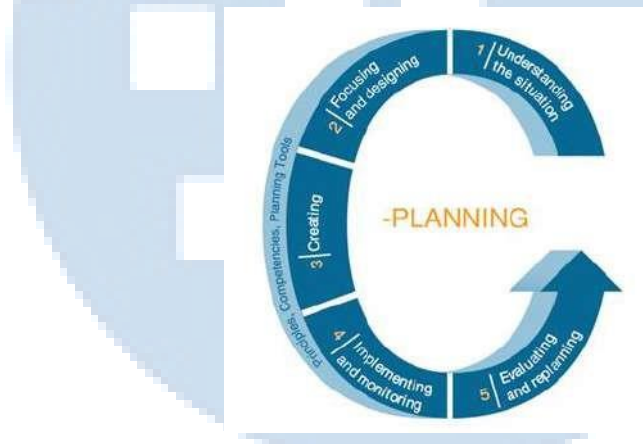 1 Understanding
the situation
2 Focusing
and designing
3 Creating
4 Implementing
and monitoring
5 Evaluating
and replanning
Principles, Competencies, Planning Tools
-PLANNING